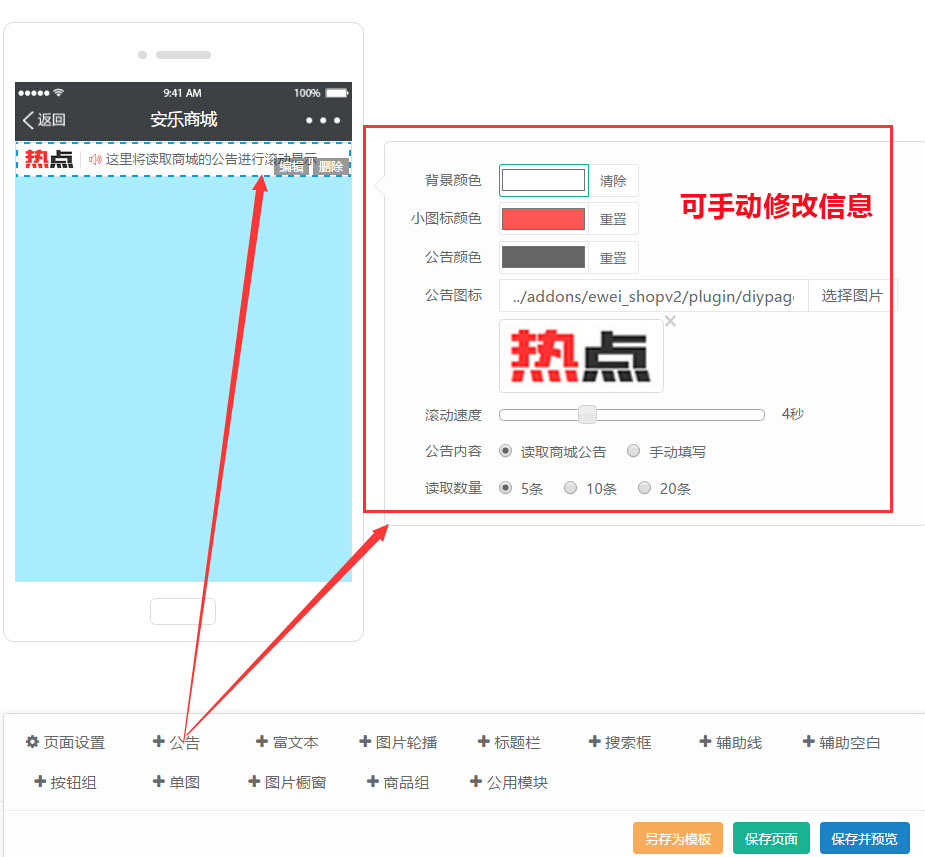 9:41 AM 100%
返回 安乐商城
热点 这里将读取商城的公告进行滚动显示
编辑 删除
背景颜色 清除
可手动修改信息
小图标颜色 重置
公告颜色 重置
公告图标 ../addons/ewei_shopv2/plugin/diypag 选择图片
热点
滚动速度 4秒
公告内容 读取商城公告 手动填写
读取数量 5条 10条 20条
页面设置 公告 富文本 图片轮播 标题栏 搜索框 辅助线 辅助空白
按钮组 单图 图片橱窗 商品组 公用模块
另存为模板 保存页面 保存并预览